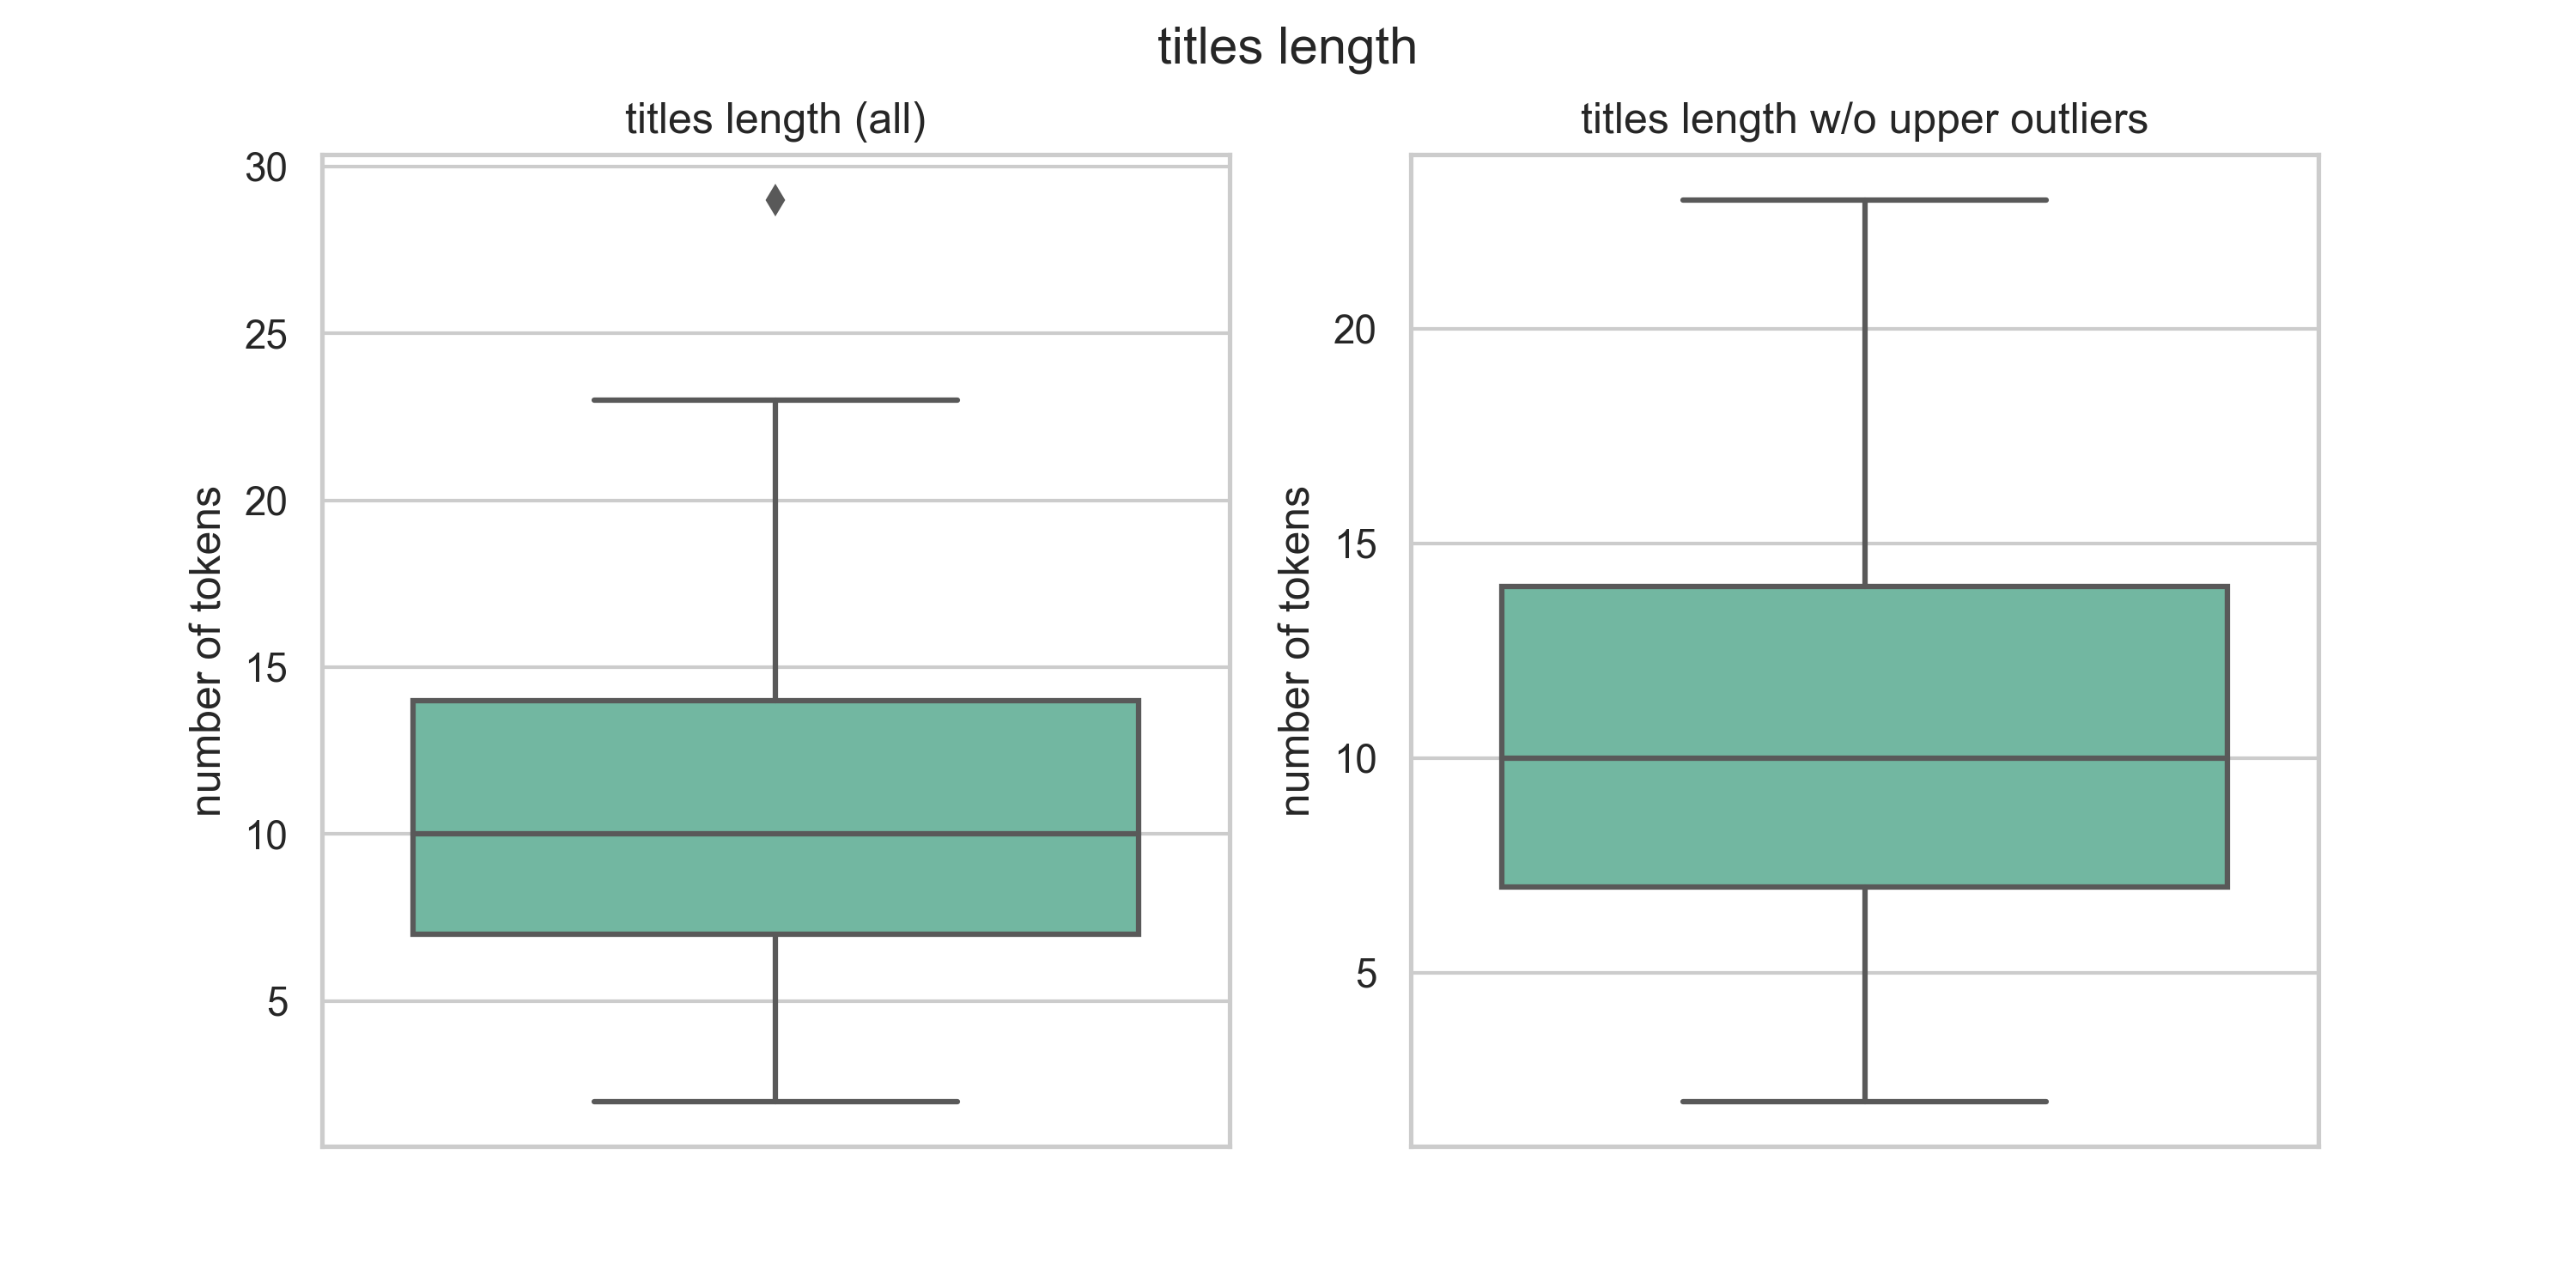 titles length
titles length (all)
30
25
20
15
10
5
number of tokens
titles length w/o upper outliers
20
15
10
5
number of tokens